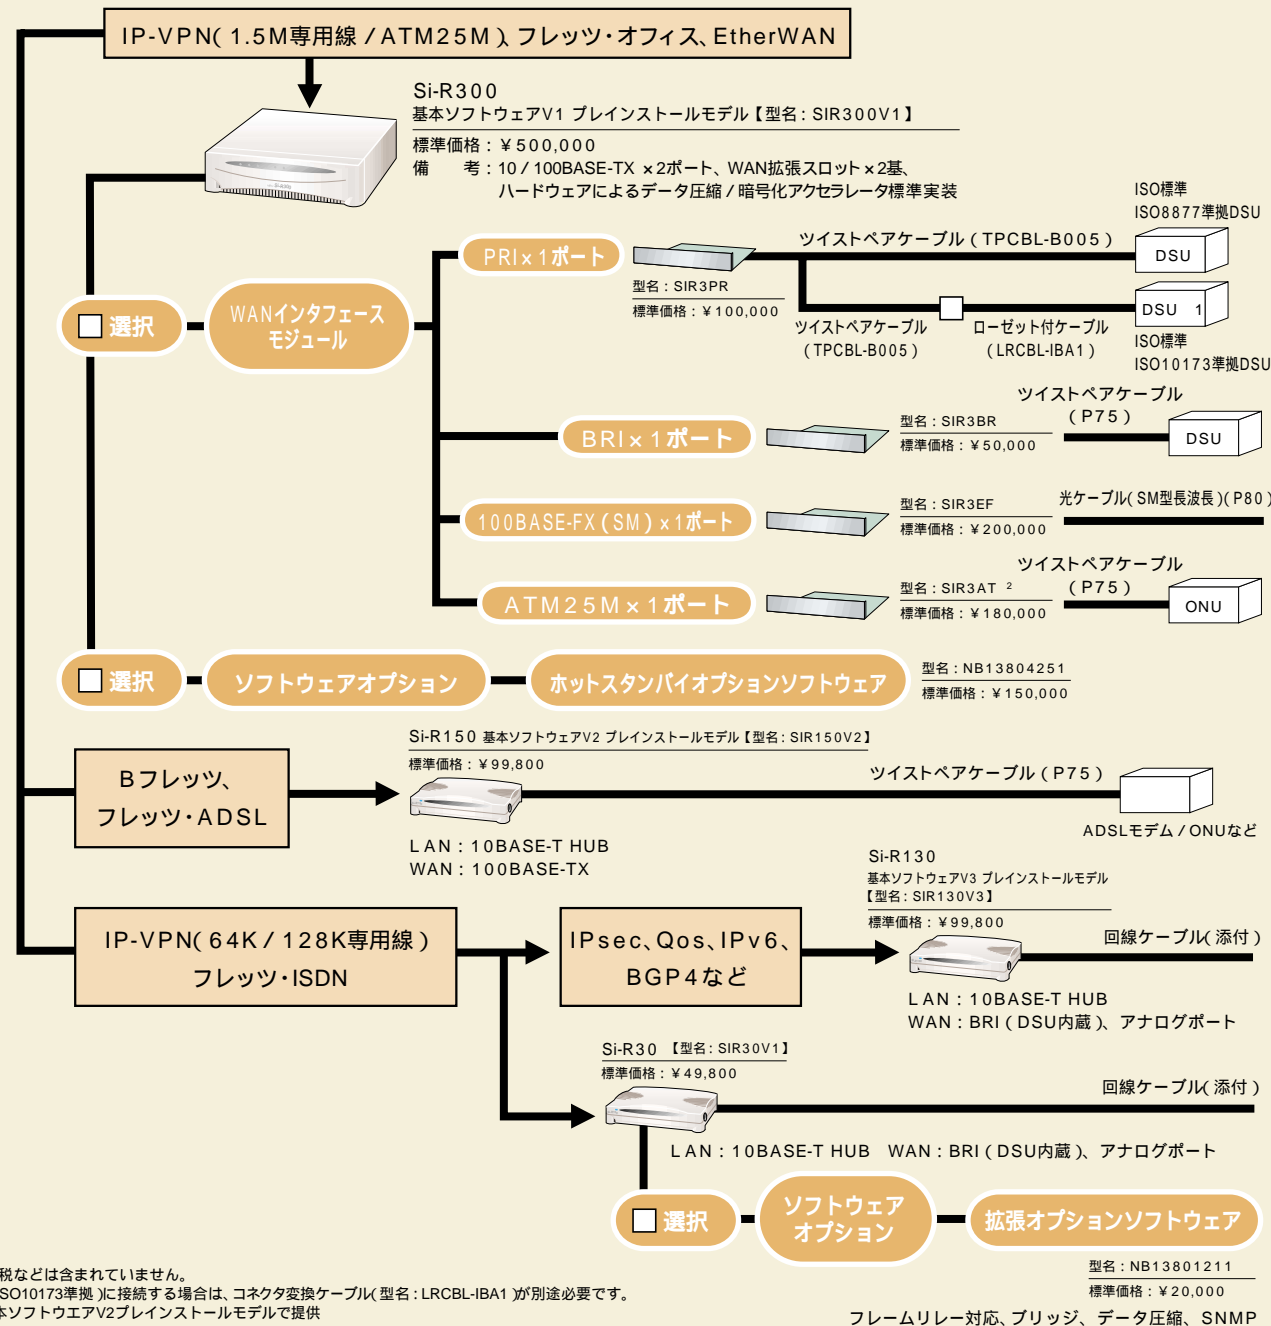 IP-VPN(1.5M専用線/ATM25M)、フレッツ・オフィス、EtherWAN
Si-R300
基本ソフトウェアV1 プレインストールモデル【型名：SIR300V1】
標準価格：￥500,000
備　考：10/100BASE-TX ×2ポート、WAN拡張スロット×2基、
ハードウェアによるデータ圧縮/暗号化アクセラレータ標準実装
ISO標準
ISO8877準拠DSU
PRI×1ポート
ツイストペアケーブル(TPCBL-B005)
DSU
型名：SIR3PR
標準価格：￥100,000
DSU 1
選択
WANインタフェース
モジュール
ツイストペアケーブル
(TPCBL-B005)
ローゼット付ケーブル
(LRCBL-IBA1)
ISO標準
ISO10173準拠DSU
BRI×1ポート
型名：SIR3BR
標準価格：￥50,000
ツイストペアケーブル
(P75)
DSU
100BASE-FX(SM)×1ポート
型名：SIR3EF
標準価格：￥200,000
光ケーブル(SM型長波長)(P80)
ATM25M×1ポート
型名：SIR3AT 2
標準価格：￥180,000
ツイストペアケーブル
(P75)
ONU
選択
ソフトウェアオプション
ホットスタンバイオプションソフトウェア
型名：NB13804251
標準価格：￥150,000
Bフレッツ、
フレッツ・ADSL
Si-R150 基本ソフトウェアV2 プレインストールモデル【型名：SIR150V2】
標準価格：￥99,800
ツイストペアケーブル(P75)
ADSLモデム/ONUなど
LAN：10BASE-T HUB
WAN：100BASE-TX
IP-VPN(64K/128K専用線)
フレッツ・ISDN
IPsec、Qos、IPv6、
BGP4など
Si-R130
基本ソフトウェアV3 プレインストールモデル
【型名：SIR130V3】
標準価格：￥99,800
回線ケーブル(添付)
LAN：10BASE-T HUB
WAN：BRI(DSU内蔵)、アナログポート
Si-R30 【型名：SIR30V1】
標準価格：￥49,800
回線ケーブル(添付)
LAN：10BASE-T HUB WAN：BRI(DSU内蔵)、アナログポート
選択
ソフトウェア
オプション
拡張オプションソフトウェア
型名：NB13801211
標準価格：￥20,000
フレームリレー対応、ブリッジ、データ圧縮、SNMP
税などは含まれていません。
SO10173準拠)に接続する場合は、コネクタ変換ケーブル(型名：LRCBL-IBA1)が別途必要です。
本ソフトウエアV2プレインストールモデルで提供